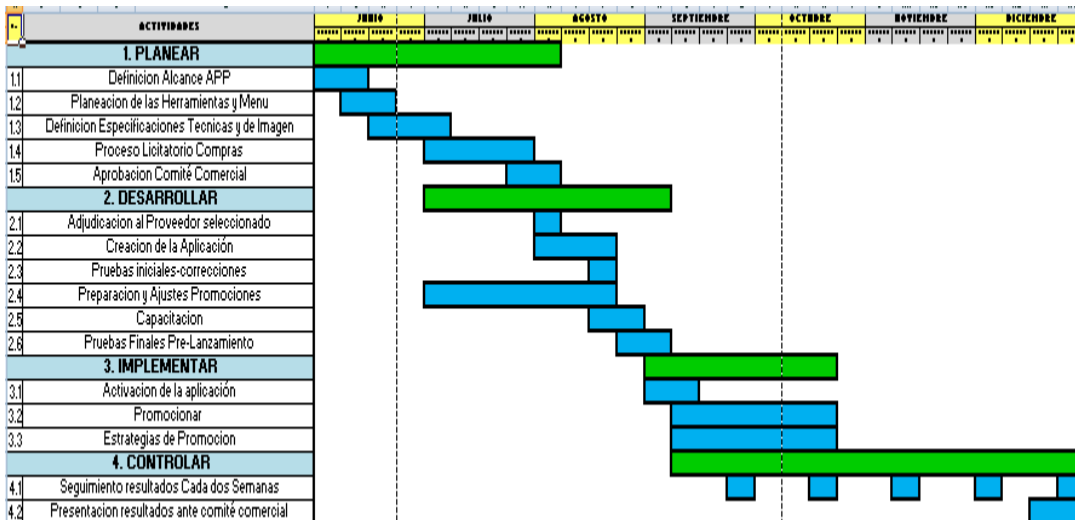 ACTITIDADES
JUNIO JULIO AGOSTO SEPTIEMBRE OCTUBRE NOTIEMBRE DICIEMBRE
1. PLANEAR
1.1 Definicion Alcance APP
1.2 Planeacion de las Herramientas y Menu
1.3 Definicion Especificaciones Tecnicas y de Imagen
1.4 Proceso Licitatorio Compras
1.5 Aprobacion Comité Comercial
2. DESARROLLAR
2.1 Adjudicacion al Proveedor seleccionado
2.2 Creacion de la Aplicación
2.3 Pruebas iniciales-correcciones
2.4 Preparacion y Ajustes Promociones
2.5 Capacitacion
2.6 Pruebas Finales Pre-Lanzamiento
3. IMPLEMENTAR
3.1 Activacion de la aplicación
3.2 Promocionar
3.3 Estrategias de Promocion
4. CONTROLAR
4.1 Seguimiento resultados Cada dos Semanas
4.2 Presentacion resultados ante comité comercial